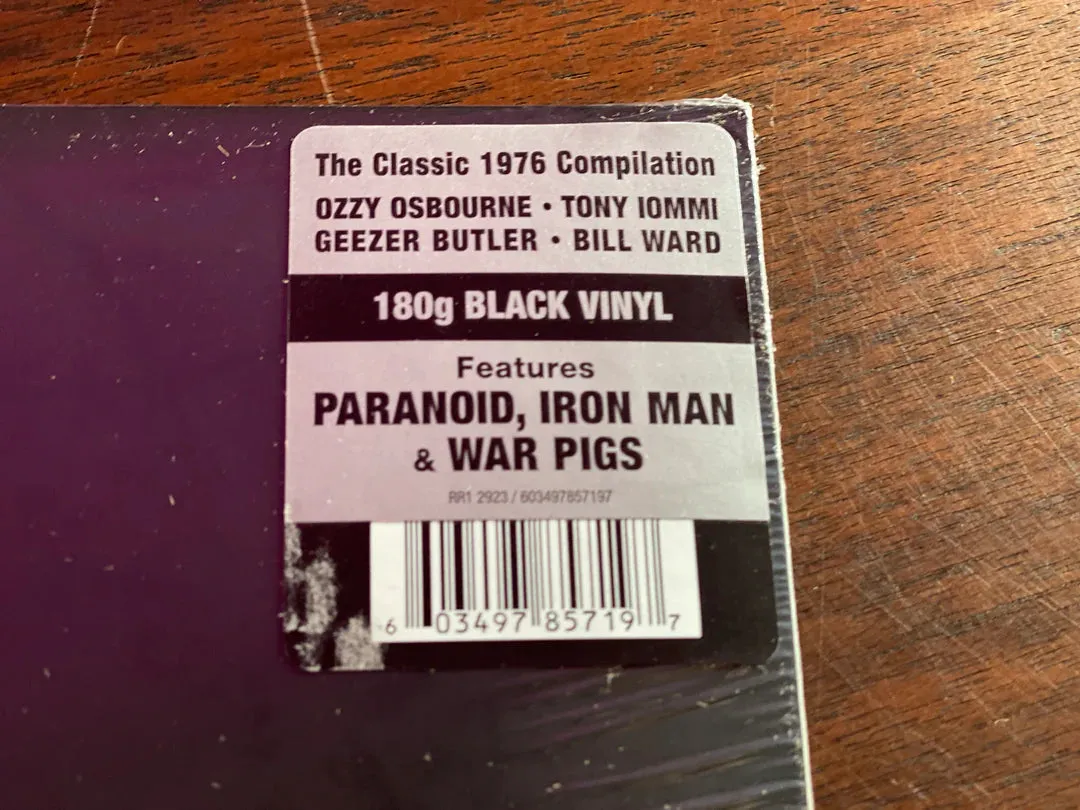 The Classic 1976 Compilation
OZZY OSBOURNE • TONY IOMMI
GEEZER BUTLER • BILL WARD
180g BLACK VINYL
Features
PARANOID, IRON MAN
& WAR PIGS
RR1 2923 / 603497857197
6 03497 85719 7